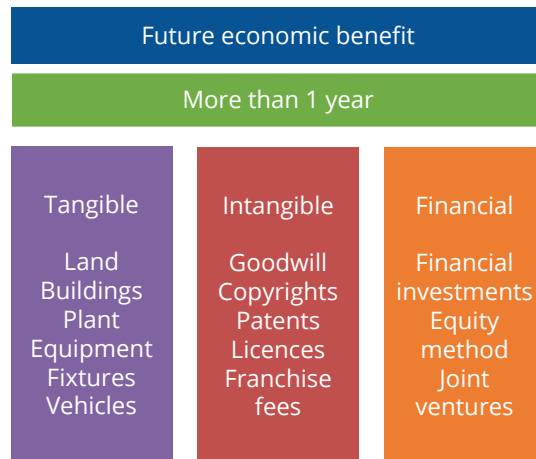 Future economic benefit
More than 1 year
Tangible
Land
Buildings
Plant
Equipment
Fixtures
Vehicles
Intangible
Goodwill
Copyrights
Patents
Licences
Franchise
fees
Financial
Financial
investments
Equity
method
Joint
ventures